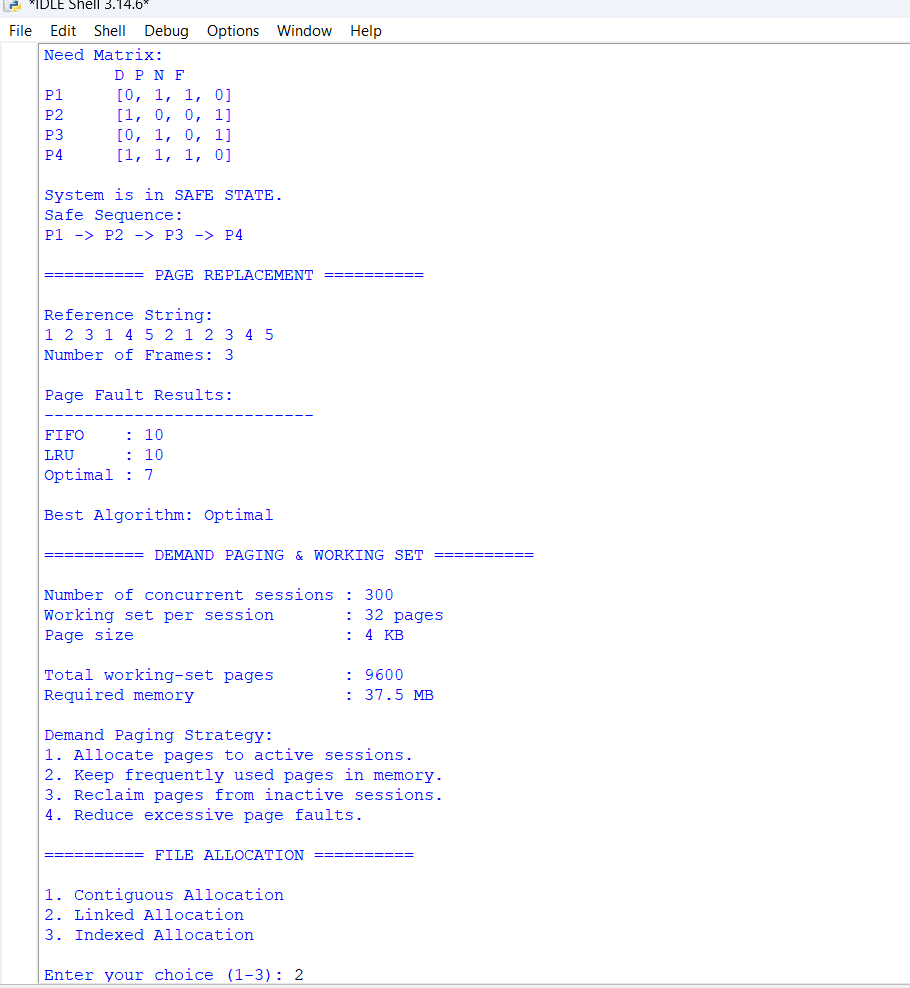 *IDLE Shell 3.14.6*
File Edit Shell Debug Options Window Help
Need Matrix:
D P N F
P1 [0, 1, 1, 0]
P2 [1, 0, 0, 1]
P3 [0, 1, 0, 1]
P4 [1, 1, 1, 0]
System is in SAFE STATE.
Safe Sequence:
P1 -> P2 -> P3 -> P4
========== PAGE REPLACEMENT ==========
Reference String:
1 2 3 1 4 5 2 1 2 3 4 5
Number of Frames: 3
Page Fault Results:
---------------------------
FIFO : 10
LRU : 10
Optimal : 7
Best Algorithm: Optimal
========== DEMAND PAGING & WORKING SET ==========
Number of concurrent sessions : 300
Working set per session : 32 pages
Page size : 4 KB
Total working-set pages : 9600
Required memory : 37.5 MB
Demand Paging Strategy:
1. Allocate pages to active sessions.
2. Keep frequently used pages in memory.
3. Reclaim pages from inactive sessions.
4. Reduce excessive page faults.
========== FILE ALLOCATION ==========
1. Contiguous Allocation
2. Linked Allocation
3. Indexed Allocation
Enter your choice (1-3): 2